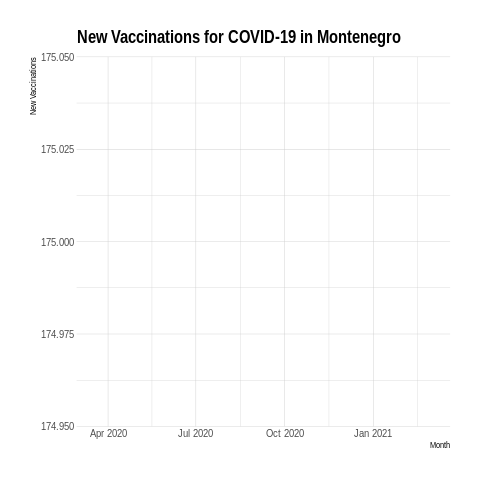 New Vaccinations for COVID-19 in Montenegro
New Vaccinations
175.050
175.025
175.000
174.975
174.950
Apr 2020
Jul 2020
Oct 2020
Jan 2021
Month